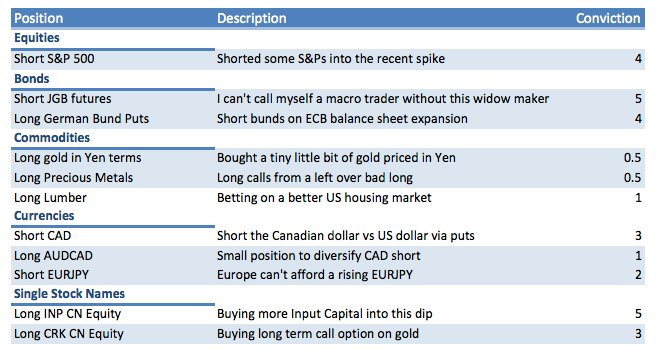 Position Description Conviction
Equities
Short S&P 500 Shorted some S&Ps into the recent spike 4
Bonds
Short JGB futures I can't call myself a macro trader without this widow maker 5
Long German Bund Puts Short bunds on ECB balance sheet expansion 4
Commodities
Long gold in Yen terms Bought a tiny little bit of gold priced in Yen 0.5
Long Precious Metals Long calls from a left over bad long 0.5
Long Lumber Betting on a better US housing market 1
Currencies
Short CAD Short the Canadian dollar vs US dollar via puts 3
Long AUDCAD Small position to diversify CAD short 1
Short EURJPY Europe can't afford a rising EURJPY 2
Single Stock Names
Long INP CN Equity Buying more Input Capital into this dip 5
Long CRK CN Equity Buying long term call option on gold 3